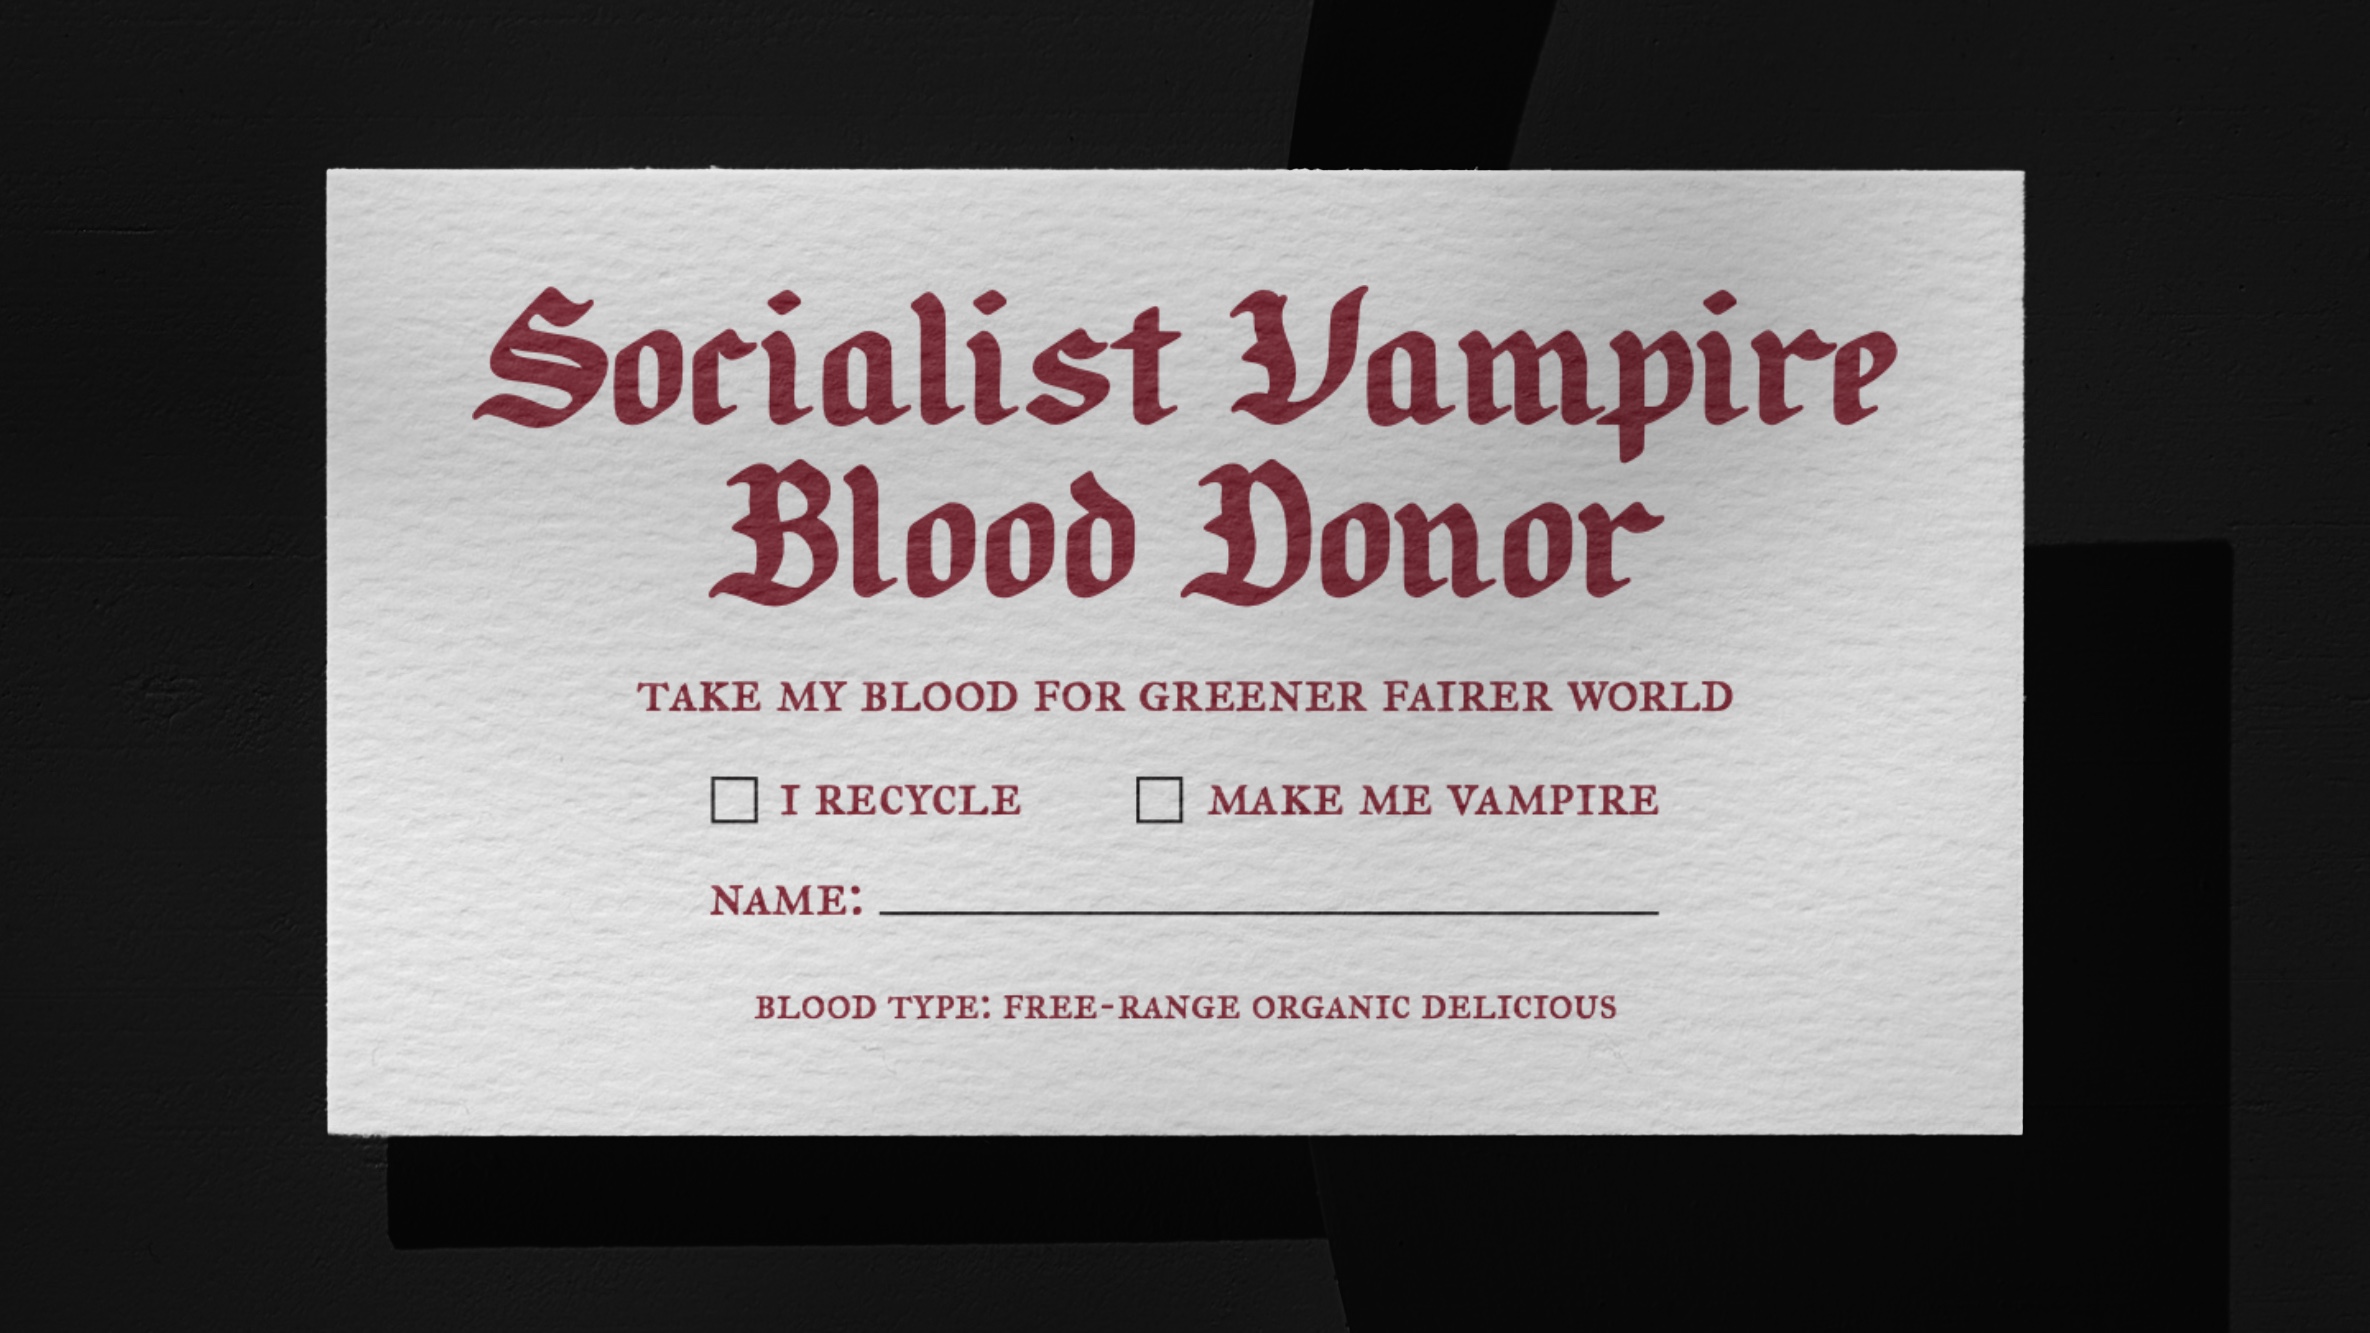 Socialist Vampire
Blood Donor
TAKE MY BLOOD FOR GREENER FAIRER WORLD
I RECYCLE MAKE ME VAMPIRE
NAME:
BLOOD TYPE: FREE-RANGE ORGANIC DELICIOUS